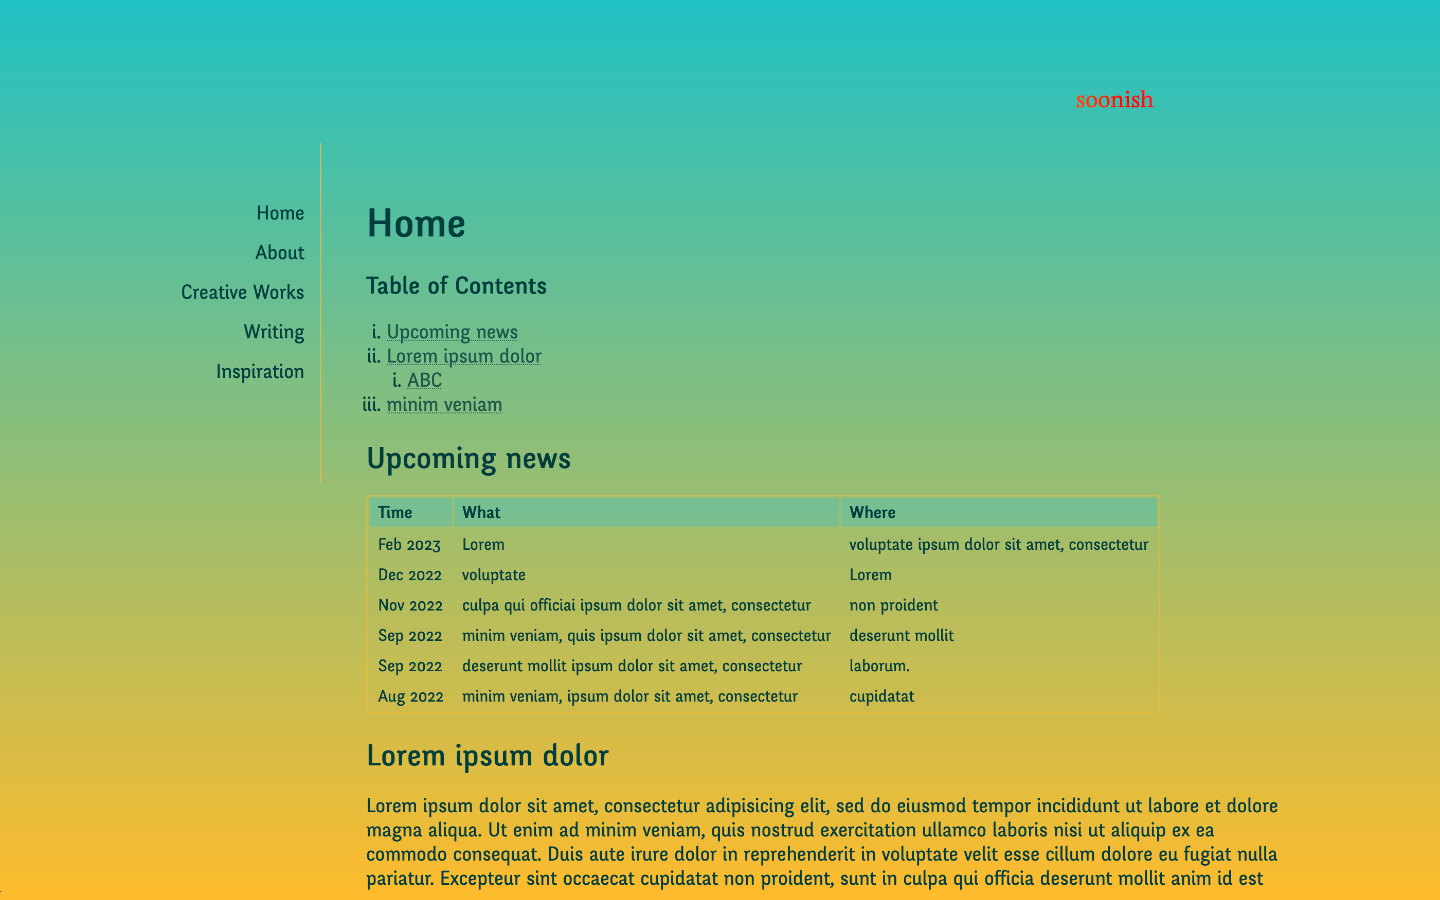 soonish
Home
About
Creative Works
Writing
Inspiration
Home
Table of Contents
i. Upcoming news
ii. Lorem ipsum dolor
i. ABC
iii. minim veniam
Upcoming news
Time What Where
Feb 2023 Lorem voluptate ipsum dolor sit amet, consectetur
Dec 2022 voluptate Lorem
Nov 2022 culpa qui officiai ipsum dolor sit amet, consectetur non proident
Sep 2022 minim veniam, quis ipsum dolor sit amet, consectetur deserunt mollit
Sep 2022 deserunt mollit ipsum dolor sit amet, consectetur laborum.
Aug 2022 minim veniam, ipsum dolor sit amet, consectetur cupidatat
Lorem ipsum dolor
Lorem ipsum dolor sit amet, consectetur adipisicing elit, sed do eiusmod tempor incididunt ut labore et dolore
magna aliqua. Ut enim ad minim veniam, quis nostrud exercitation ullamco laboris nisi ut aliquip ex ea
commodo consequat. Duis aute irure dolor in reprehenderit in voluptate velit esse cillum dolore eu fugiat nulla
pariatur. Excepteur sint occaecat cupidatat non proident, sunt in culpa qui officia deserunt mollit anim id est